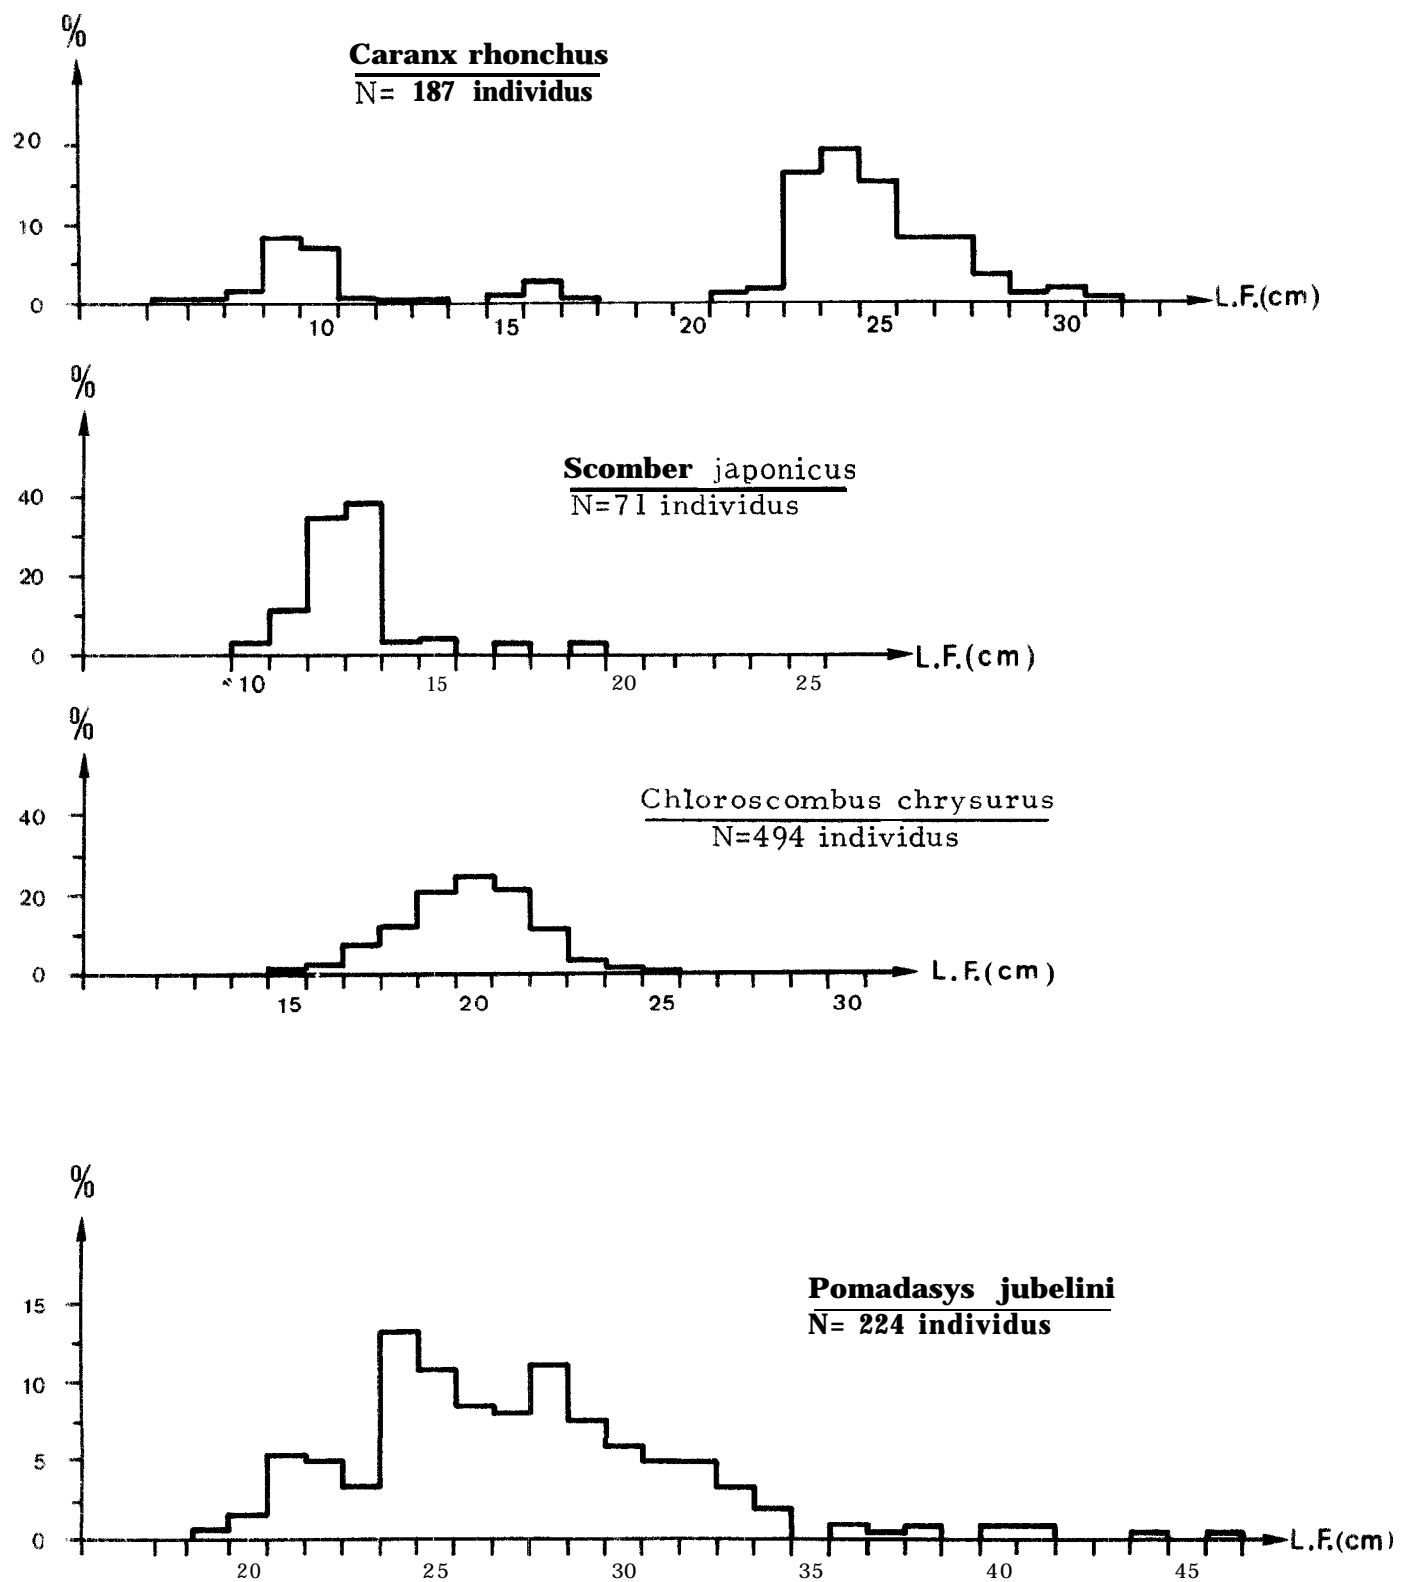 %
Caranx rhonchus
N= 187 individus
20
10
0
10 15 20 25 30 L.F.(cm)
%
Scomber japonicus
N=71 individus
40
20
0
10 15 20 25 L.F.(cm)
%
Chloroscombus chrysurus
N=494 individus
40
20
0
15 20 25 30 L.F.(cm)
%
Pomadasys jubelini
N= 224 individus
15
10
5
0
20 25 30 35 40 45 L.F.(cm)